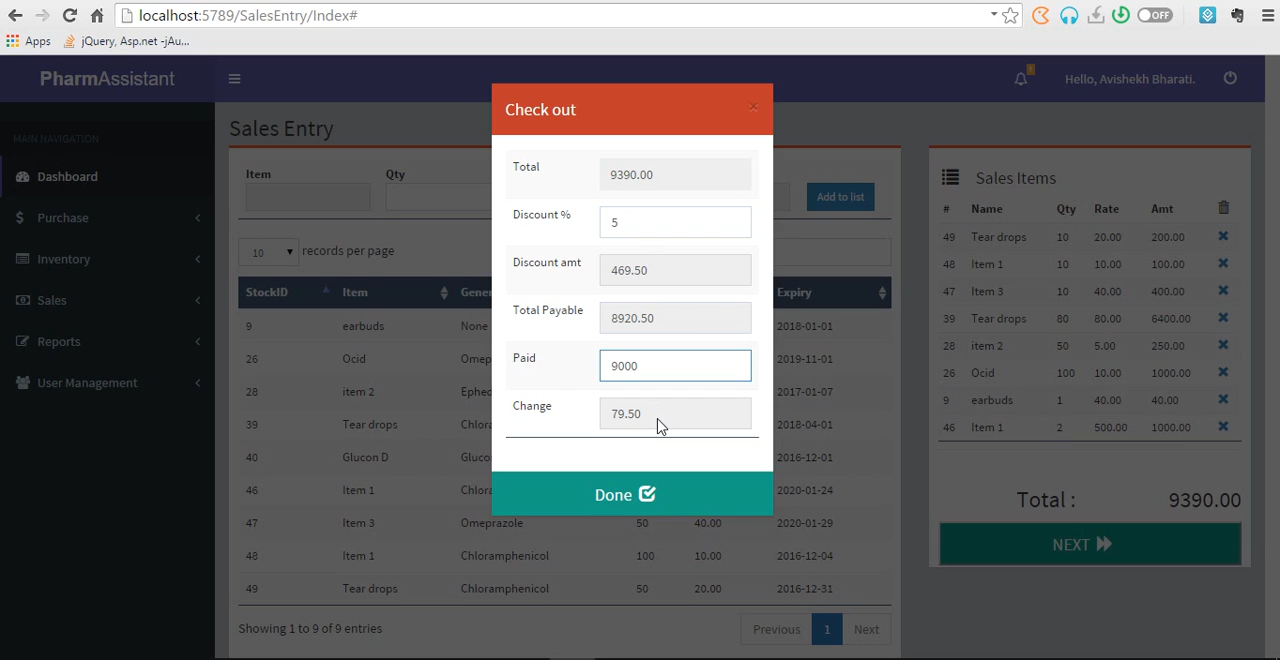 localhost:5789/SalesEntry/Index#
OFF
Apps jQuery, Asp.net -jAu...
PharmAssistant
Hello, Avishekh Bharati.
MAIN NAVIGATION
Dashboard
Purchase
Inventory
Sales
Reports
User Management
Sales Entry
Item Qty
Add to list
10 records per page
StockID Item Expiry
9 earbuds None 2018-01-01
26 Ocid 2019-11-01
28 item 2 2017-01-07
39 Tear drops 2018-04-01
40 Glucon D 2016-12-01
46 Item 1 2020-01-24
47 Item 3 Omeprazole 50 40.00 2020-01-29
48 Item 1 Chloramphenicol 100 10.00 2016-12-04
49 Tear drops Chloramphenicol 50 20.00 2016-12-31
Showing 1 to 9 of 9 entries
Previous 1 Next
Check out ×
Total 9390.00
Discount % 5
Discount amt 469.50
Total Payable 8920.50
Paid 9000
Change 79.50
Done
Sales Items
# Name Qty Rate Amt
49 Tear drops 10 20.00 200.00
48 Item 1 10 10.00 100.00
47 Item 3 10 40.00 400.00
39 Tear drops 80 80.00 6400.00
28 item 2 50 5.00 250.00
26 Ocid 100 10.00 1000.00
9 earbuds 1 40.00 40.00
46 Item 1 2 500.00 1000.00
Total : 9390.00
NEXT